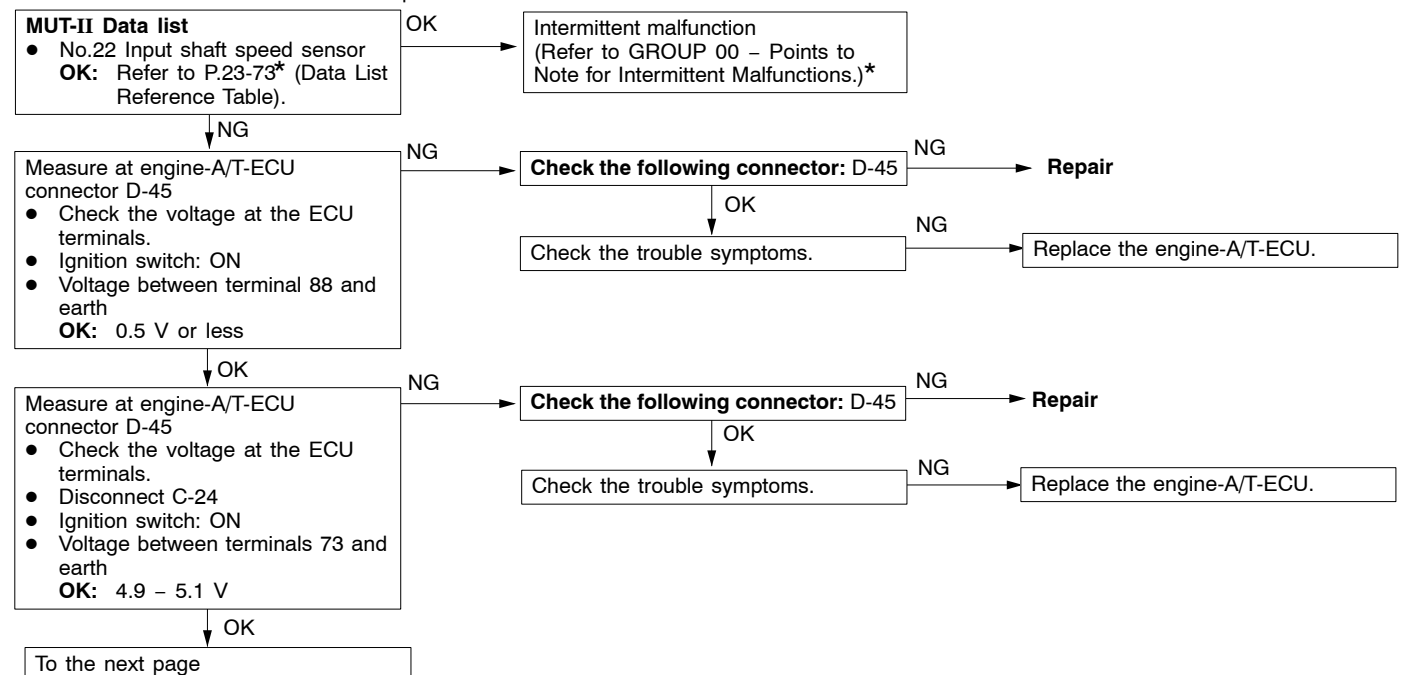 MUT-II Data list
OK
● No.22 Input shaft speed sensor
OK: Refer to P.23-73* (Data List
Reference Table).
Intermittent malfunction
(Refer to GROUP 00 – Points to
Note for Intermittent Malfunctions.)*
NG
Measure at engine-A/T-ECU
connector D-45
● Check the voltage at the ECU
terminals.
● Ignition switch: ON
● Voltage between terminal 88 and
earth
OK: 0.5 V or less
NG
Check the following connector: D-45
NG
Repair
OK
Check the trouble symptoms.
NG
Replace the engine-A/T-ECU.
OK
Measure at engine-A/T-ECU
connector D-45
● Check the voltage at the ECU
terminals.
● Disconnect C-24
● Ignition switch: ON
● Voltage between terminals 73 and
earth
OK: 4.9 – 5.1 V
NG
Check the following connector: D-45
NG
Repair
OK
Check the trouble symptoms.
NG
Replace the engine-A/T-ECU.
OK
To the next page